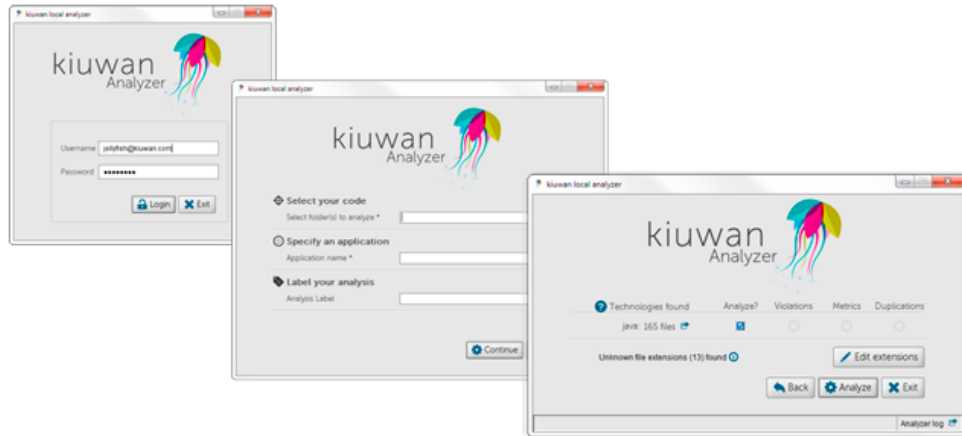 kiuwan local analyzer
kiuwan
Analyzer
Username jellyfish@kiuwan.com
Password ••••••••
Login Exit
kiuwan local analyzer
kiuwan
Analyzer
Select your code
Select folder(s) to analyze *
Specify an application
Application name *
Label your analysis
Analysis Label
Continue
kiuwan local analyzer
kiuwan
Analyzer
Technologies found Analyze? Violations Metrics Duplications
java: 165 files
Unknown file extensions (13) found Edit extensions
Back Analyze Exit
Analyzer log